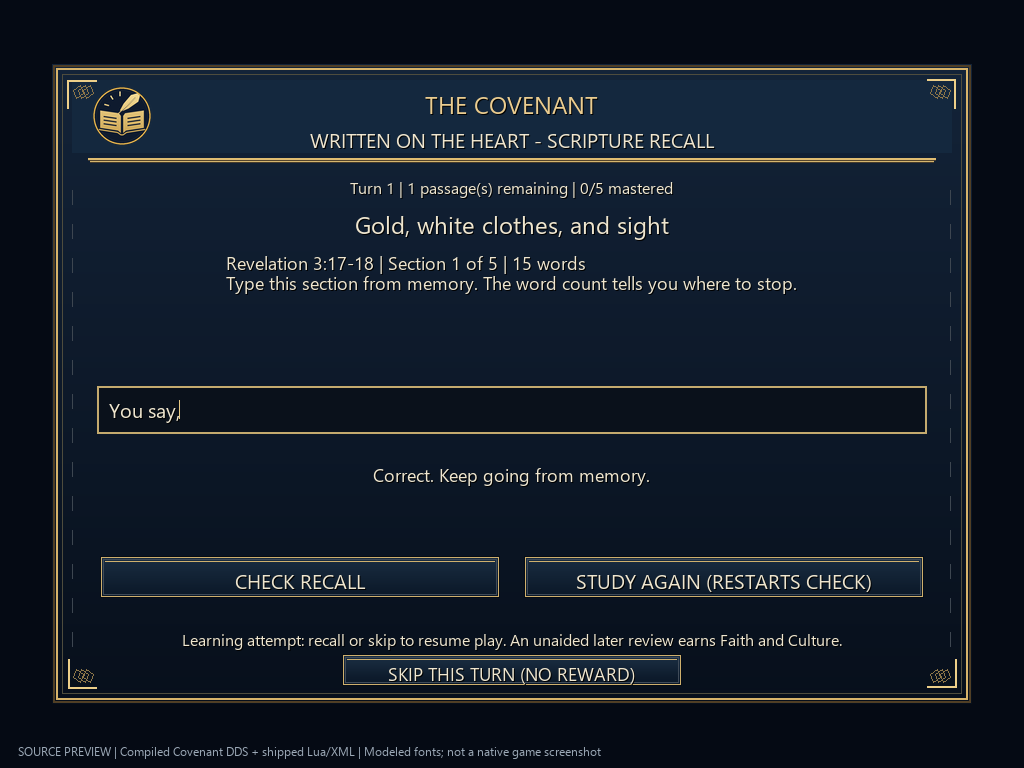 THE COVENANT
WRITTEN ON THE HEART - SCRIPTURE RECALL
Turn 1 | 1 passage(s) remaining | 0/5 mastered
Gold, white clothes, and sight
Revelation 3:17-18 | Section 1 of 5 | 15 words
Type this section from memory. The word count tells you where to stop.
You say,
Correct. Keep going from memory.
CHECK RECALL
STUDY AGAIN (RESTARTS CHECK)
Learning attempt: recall or skip to resume play. An unaided later review earns Faith and Culture.
SKIP THIS TURN (NO REWARD)
SOURCE PREVIEW | Compiled Covenant DDS + shipped Lua/XML | Modeled fonts; not a native game screenshot